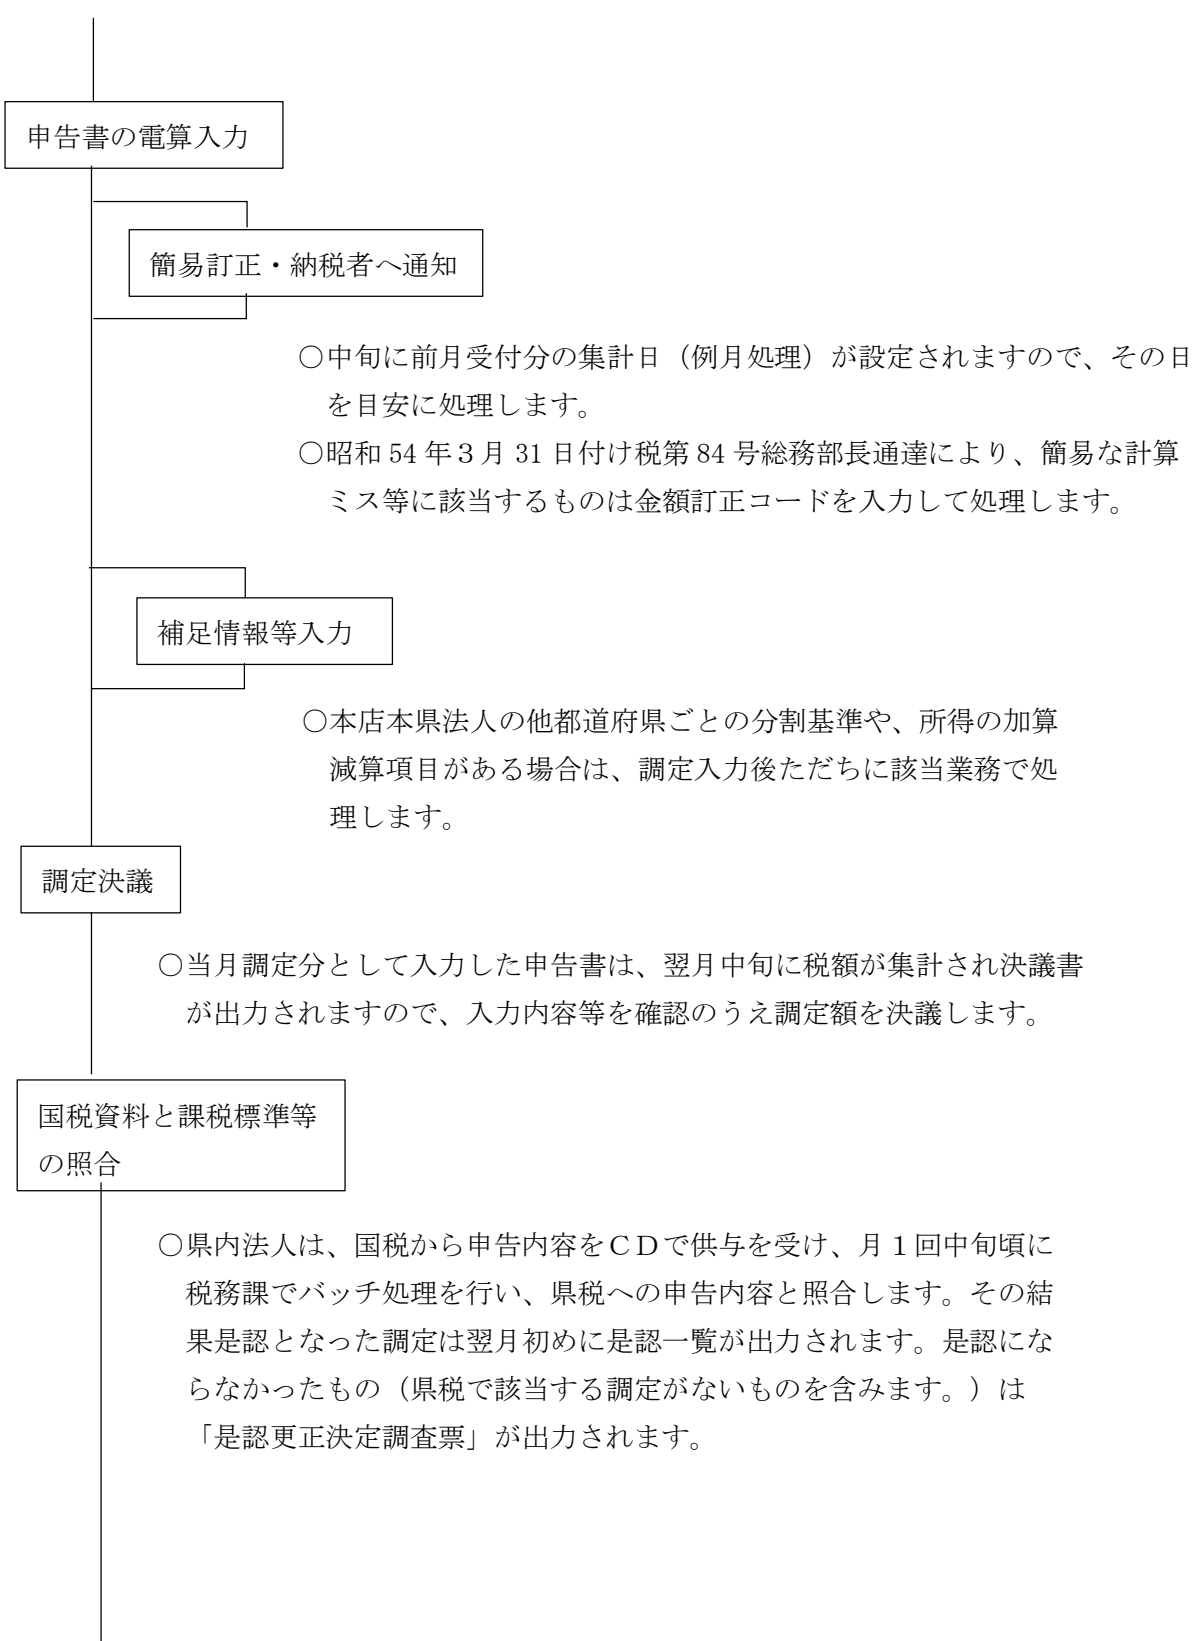 申告書の電算入力
簡易訂正・納税者へ通知
○中旬に前月受付分の集計日（例月処理）が設定されますので、その日
を目安に処理します。
○昭和 54 年３月 31 日付け税第 84 号総務部長通達により、簡易な計算
ミス等に該当するものは金額訂正コードを入力して処理します。
補足情報等入力
○本店本県法人の他都道府県ごとの分割基準や、所得の加算
減算項目がある場合は、調定入力後ただちに該当業務で処
理します。
調定決議
○当月調定分として入力した申告書は、翌月中旬に税額が集計され決議書
が出力されますので、入力内容等を確認のうえ調定額を決議します。
国税資料と課税標準等
の照合
○県内法人は、国税から申告内容をＣＤで供与を受け、月１回中旬頃に
税務課でバッチ処理を行い、県税への申告内容と照合します。その結
果是認となった調定は翌月初めに是認一覧が出力されます。是認にな
らなかったもの（県税で該当する調定がないものを含みます。）は
「是認更正決定調査票」が出力されます。